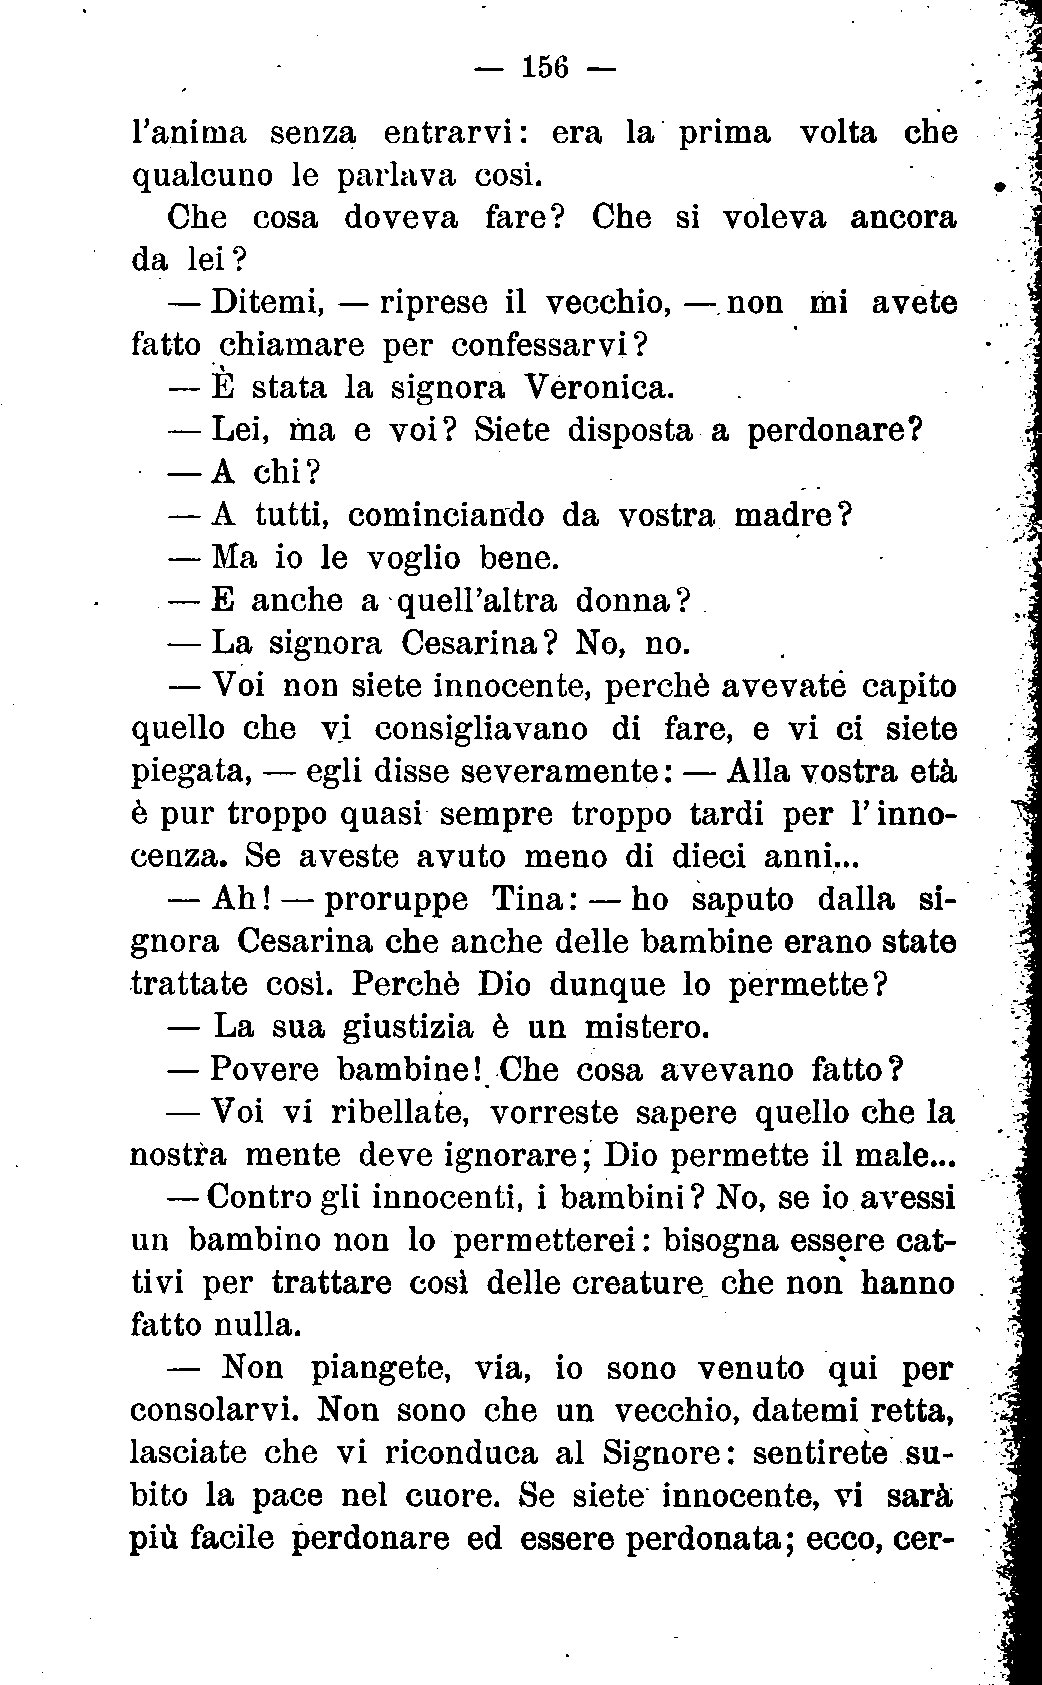 — 156 —
l'anima senza entrarvi: era la prima volta che
qualcuno le parlava così.
Che cosa doveva fare? Che si voleva ancora
da lei?
— Ditemi, — riprese il vecchio, — non mi avete
fatto chiamare per confessarvi?
— È stata la signora Veronica.
— Lei, ma e voi? Siete disposta a perdonare?
— A chi?
— A tutti, cominciando da vostra madre?
— Ma io le voglio bene.
— E anche a quell'altra donna?
— La signora Cesarina? No, no.
— Voi non siete innocente, perchè avevate capito
quello che vi consigliavano di fare, e vi ci siete
piegata, — egli disse severamente: — Alla vostra età
è pur troppo quasi sempre troppo tardi per l'inno-
cenza. Se aveste avuto meno di dieci anni...
— Ah! — proruppe Tina: — ho saputo dalla si-
gnora Cesarina che anche delle bambine erano state
trattate così. Perchè Dio dunque lo permette?
— La sua giustizia è un mistero.
— Povere bambine! Che cosa avevano fatto?
— Voi vi ribellate, vorreste sapere quello che la
nostra mente deve ignorare; Dio permette il male...
— Contro gli innocenti, i bambini? No, se io avessi
un bambino non lo permetterei: bisogna essere cat-
tivi per trattare così delle creature che non hanno
fatto nulla.
— Non piangete, via, io sono venuto qui per
consolarvi. Non sono che un vecchio, datemi retta,
lasciate che vi riconduca al Signore: sentirete su-
bito la pace nel cuore. Se siete innocente, vi sarà
più facile perdonare ed essere perdonata; ecco, cer-